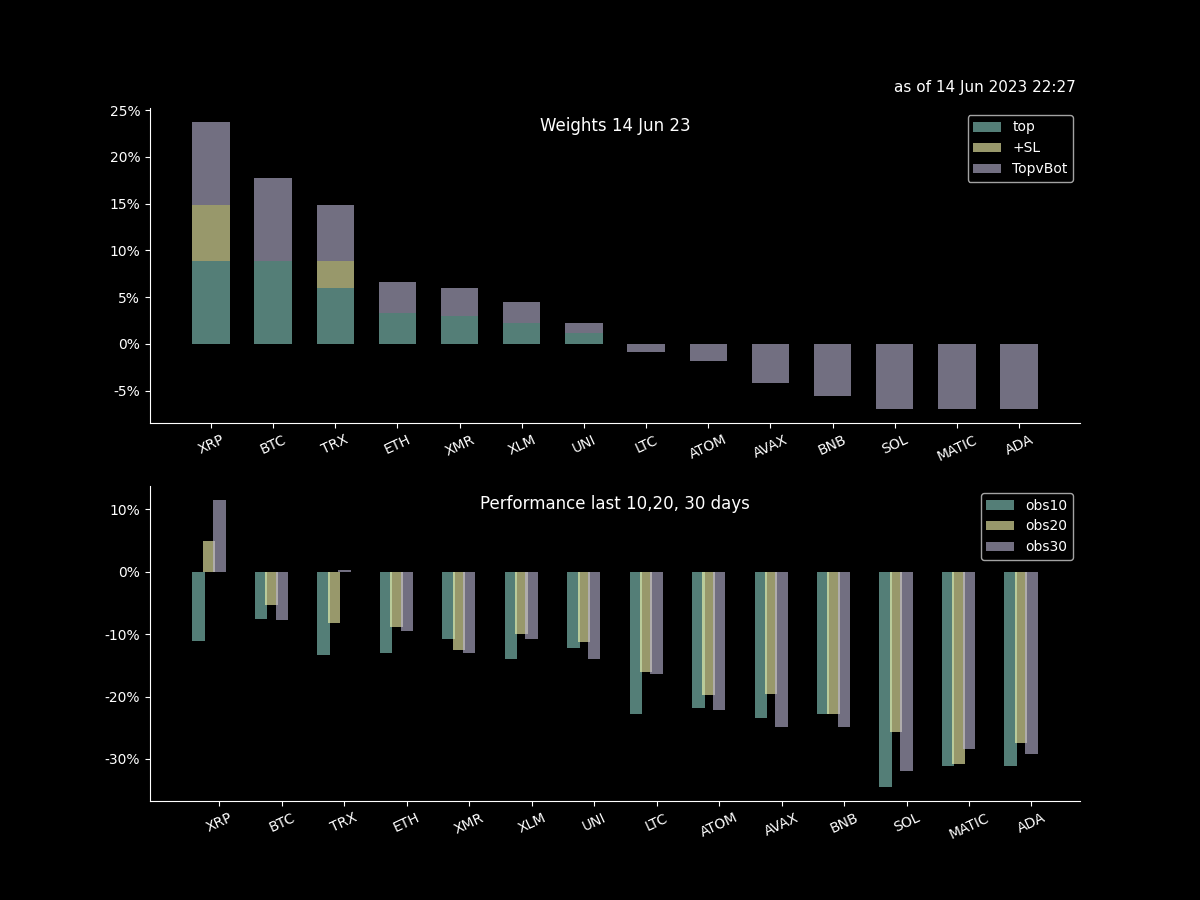 as of 14 Jun 2023 22:27
Weights 14 Jun 23
top
+SL
TopvBot
25%
20%
15%
10%
5%
0%
-5%
XRP BTC TRX ETH XMR XLM UNI LTC ATOM AVAX BNB SOL MATIC ADA
Performance last 10,20, 30 days
obs10
obs20
obs30
10%
0%
-10%
-20%
-30%
XRP BTC TRX ETH XMR XLM UNI LTC ATOM AVAX BNB SOL MATIC ADA